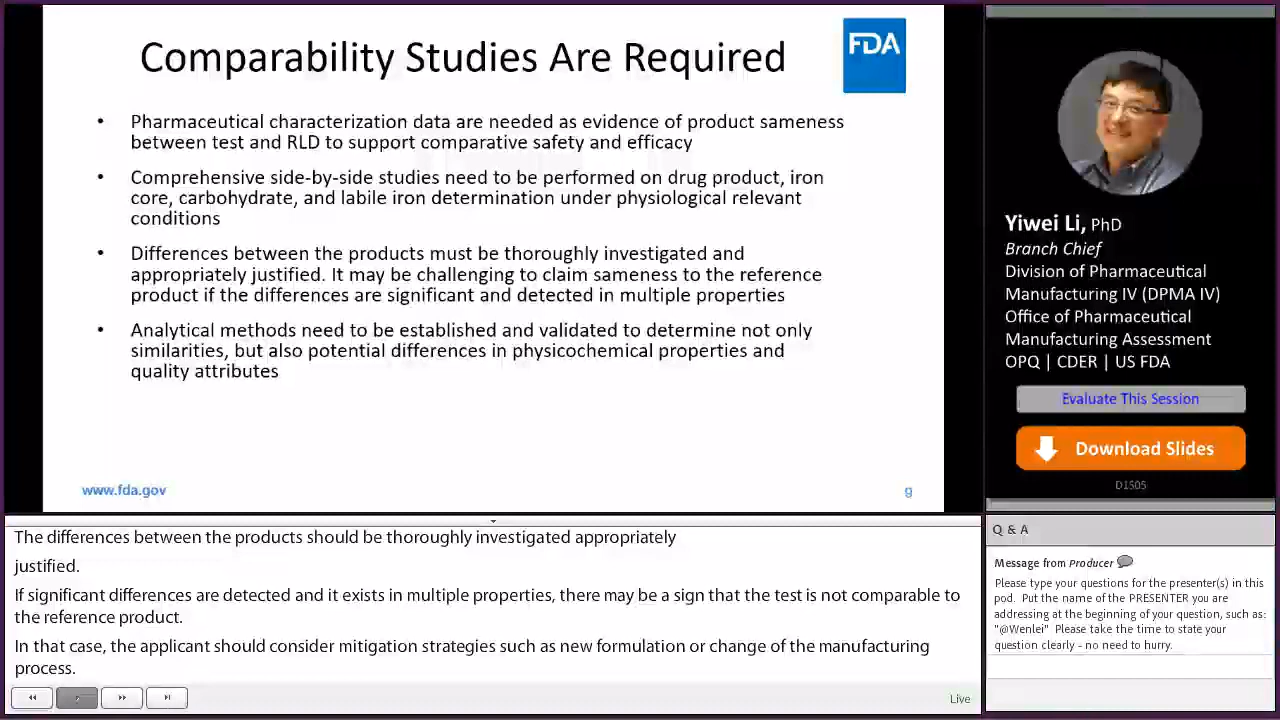 Comparability Studies Are Required
FDA
• Pharmaceutical characterization data are needed as evidence of product sameness
between test and RLD to support comparative safety and efficacy
• Comprehensive side-by-side studies need to be performed on drug product, iron
core, carbohydrate, and labile iron determination under physiological relevant
conditions
• Differences between the products must be thoroughly investigated and
appropriately justified. It may be challenging to claim sameness to the reference
product if the differences are significant and detected in multiple properties
• Analytical methods need to be established and validated to determine not only
similarities, but also potential differences in physicochemical properties and
quality attributes
www.fda.gov
9
Yiwei Li, PhD
Branch Chief
Division of Pharmaceutical
Manufacturing IV (DPMA IV)
Office of Pharmaceutical
Manufacturing Assessment
OPQ | CDER | US FDA
Evaluate This Session
Download Slides
D1S05
The differences between the products should be thoroughly investigated appropriately
justified.
If significant differences are detected and it exists in multiple properties, there may be a sign that the test is not comparable to
the reference product.
In that case, the applicant should consider mitigation strategies such as new formulation or change of the manufacturing
process.
Live
Q & A
Message from Producer
Please type your questions for the presenter(s) in this
pod. Put the name of the PRESENTER you are
addressing at the beginning of your question, such as:
"@Wenlei" Please take the time to state your
question clearly - no need to hurry.